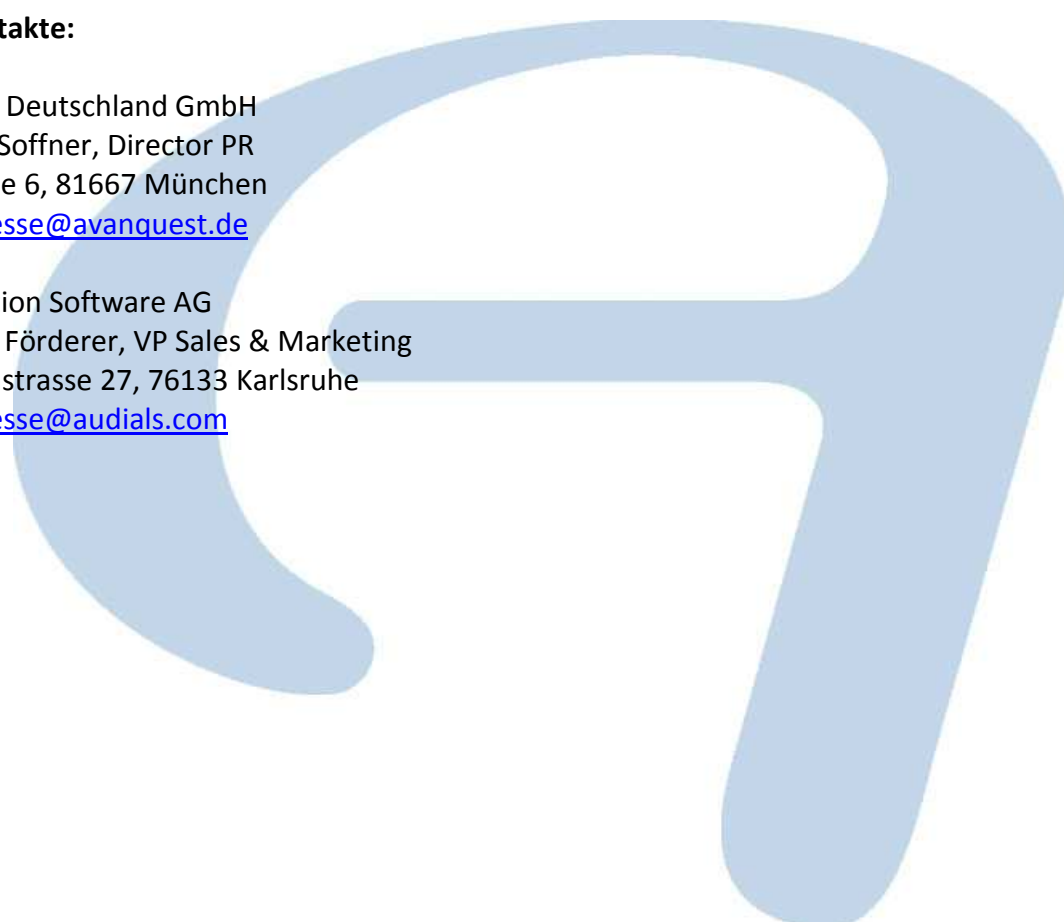 takte:
Deutschland GmbH
Soffner, Director PR
e 6, 81667 München
esse@avanquest.de
ion Software AG
Förderer, VP Sales & Marketing
strasse 27, 76133 Karlsruhe
esse@audials.com